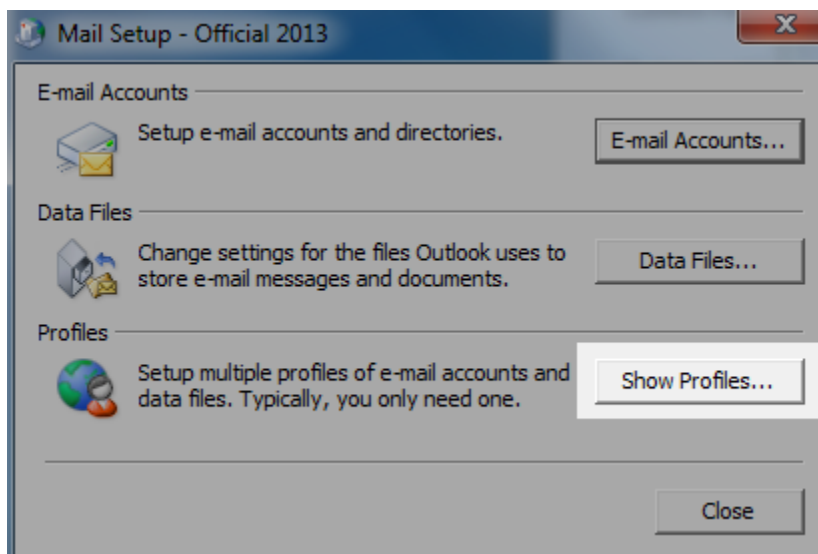 Mail Setup - Official 2013
E-mail Accounts
Setup e-mail accounts and directories.
E-mail Accounts...
Data Files
Change settings for the files Outlook uses to
store e-mail messages and documents.
Data Files...
Profiles
Setup multiple profiles of e-mail accounts and
data files. Typically, you only need one.
Show Profiles...
Close